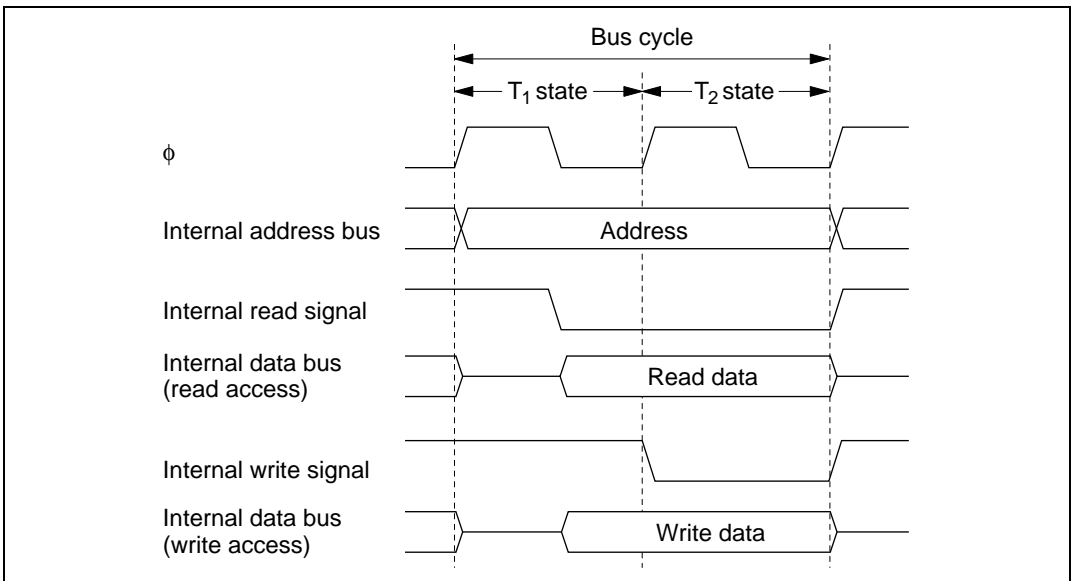 Bus cycle
T₁ state
T₂ state
ϕ
Internal address bus
Address
Internal read signal
Internal data bus
(read access)
Read data
Internal write signal
Internal data bus
(write access)
Write data